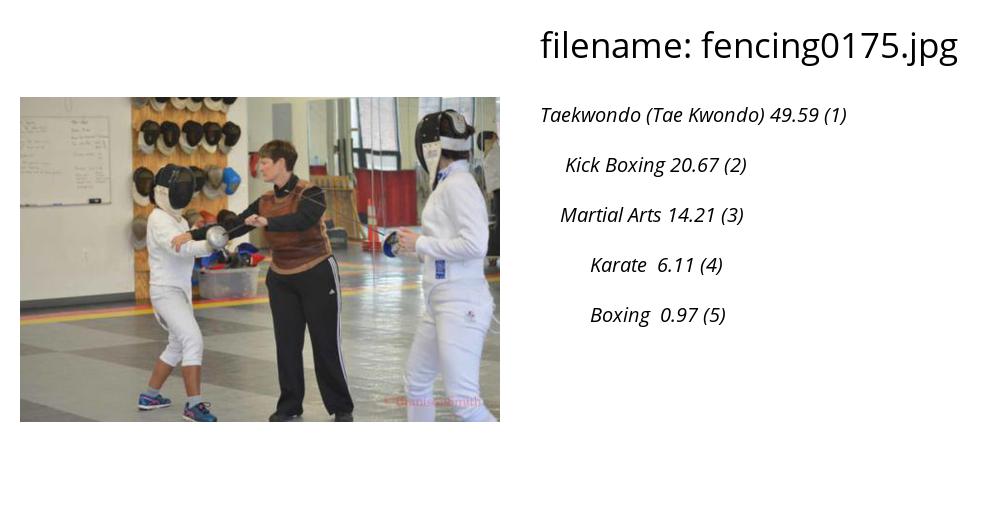 filename: fencing0175.jpg
Taekwondo (Tae Kwondo) 49.59 (1)
Kick Boxing 20.67 (2)
Martial Arts 14.21 (3)
Karate 6.11 (4)
Boxing 0.97 (5)